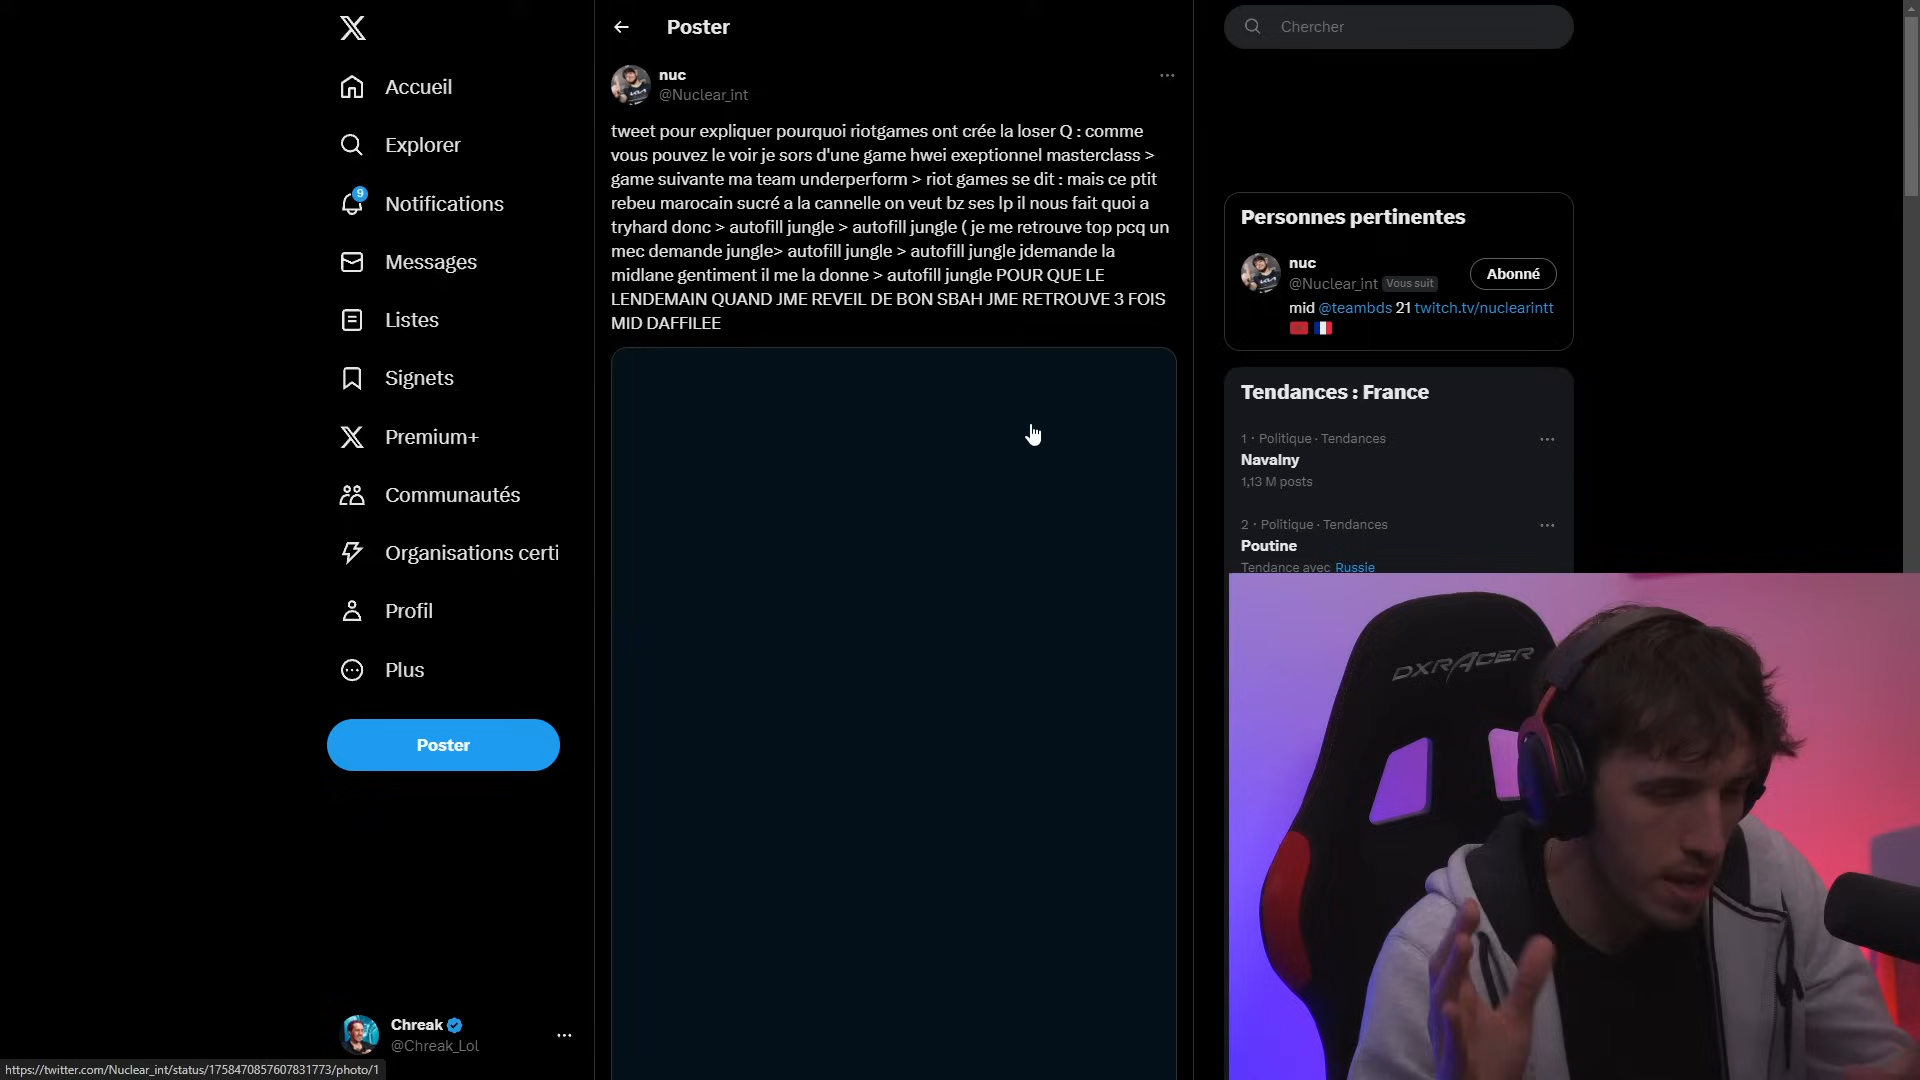 Accueil
Explorer
9
Notifications
Messages
Listes
Signets
Premium+
Communautés
Organisations certi
Profil
Plus
Poster
Chreak
@Chreak_Lol
https://twitter.com/Nuclear_int/status/1758470857607831773/photo/1
Poster
nuc
@Nuclear_int
tweet pour expliquer pourquoi riotgames ont crée la loser Q : comme
vous pouvez le voir je sors d'une game hwei exeptionnel masterclass >
game suivante ma team underperform > riot games se dit : mais ce ptit
rebeu marocain sucré a la cannelle on veut bz ses lp il nous fait quoi a
tryhard donc > autofill jungle > autofill jungle ( je me retrouve top pcq un
mec demande jungle> autofill jungle > autofill jungle jdemande la
midlane gentiment il me la donne > autofill jungle POUR QUE LE
LENDEMAIN QUAND JME REVEIL DE BON SBAH JME RETROUVE 3 FOIS
MID DAFFILEE
Chercher
Personnes pertinentes
nuc
@Nuclear_int Vous suit
Abonné
mid @teambds 21 twitch.tv/nuclearintt
Tendances : France
1 · Politique · Tendances
Navalny
1,13 M posts
2 · Politique · Tendances
Poutine
Tendance avec Russie
DXRACER